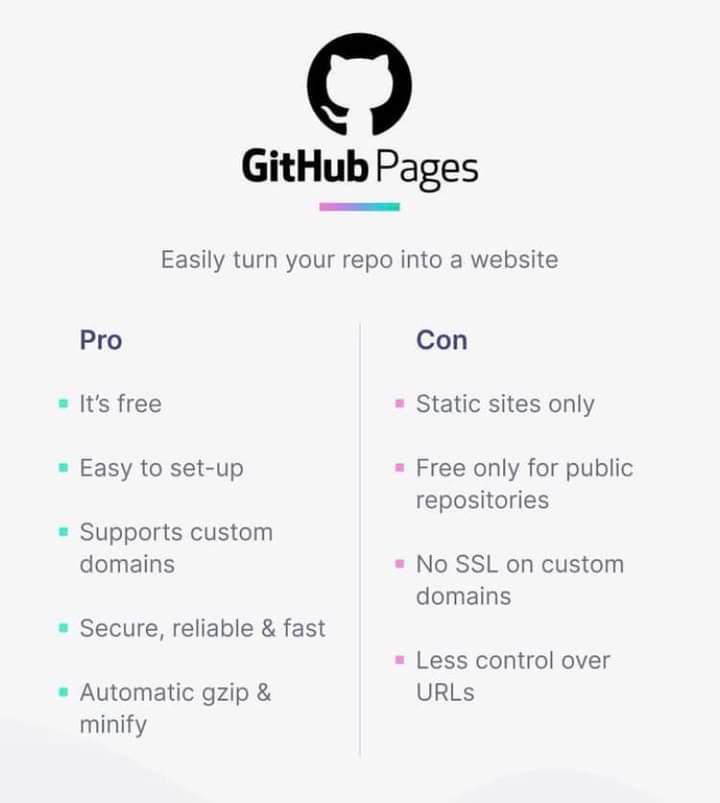 GitHub Pages
Easily turn your repo into a website
Pro
It’s free
Easy to set-up
Supports custom
domains
Secure, reliable & fast
Automatic gzip &
minify
Con
Static sites only
Free only for public
repositories
No SSL on custom
domains
Less control over
URLs